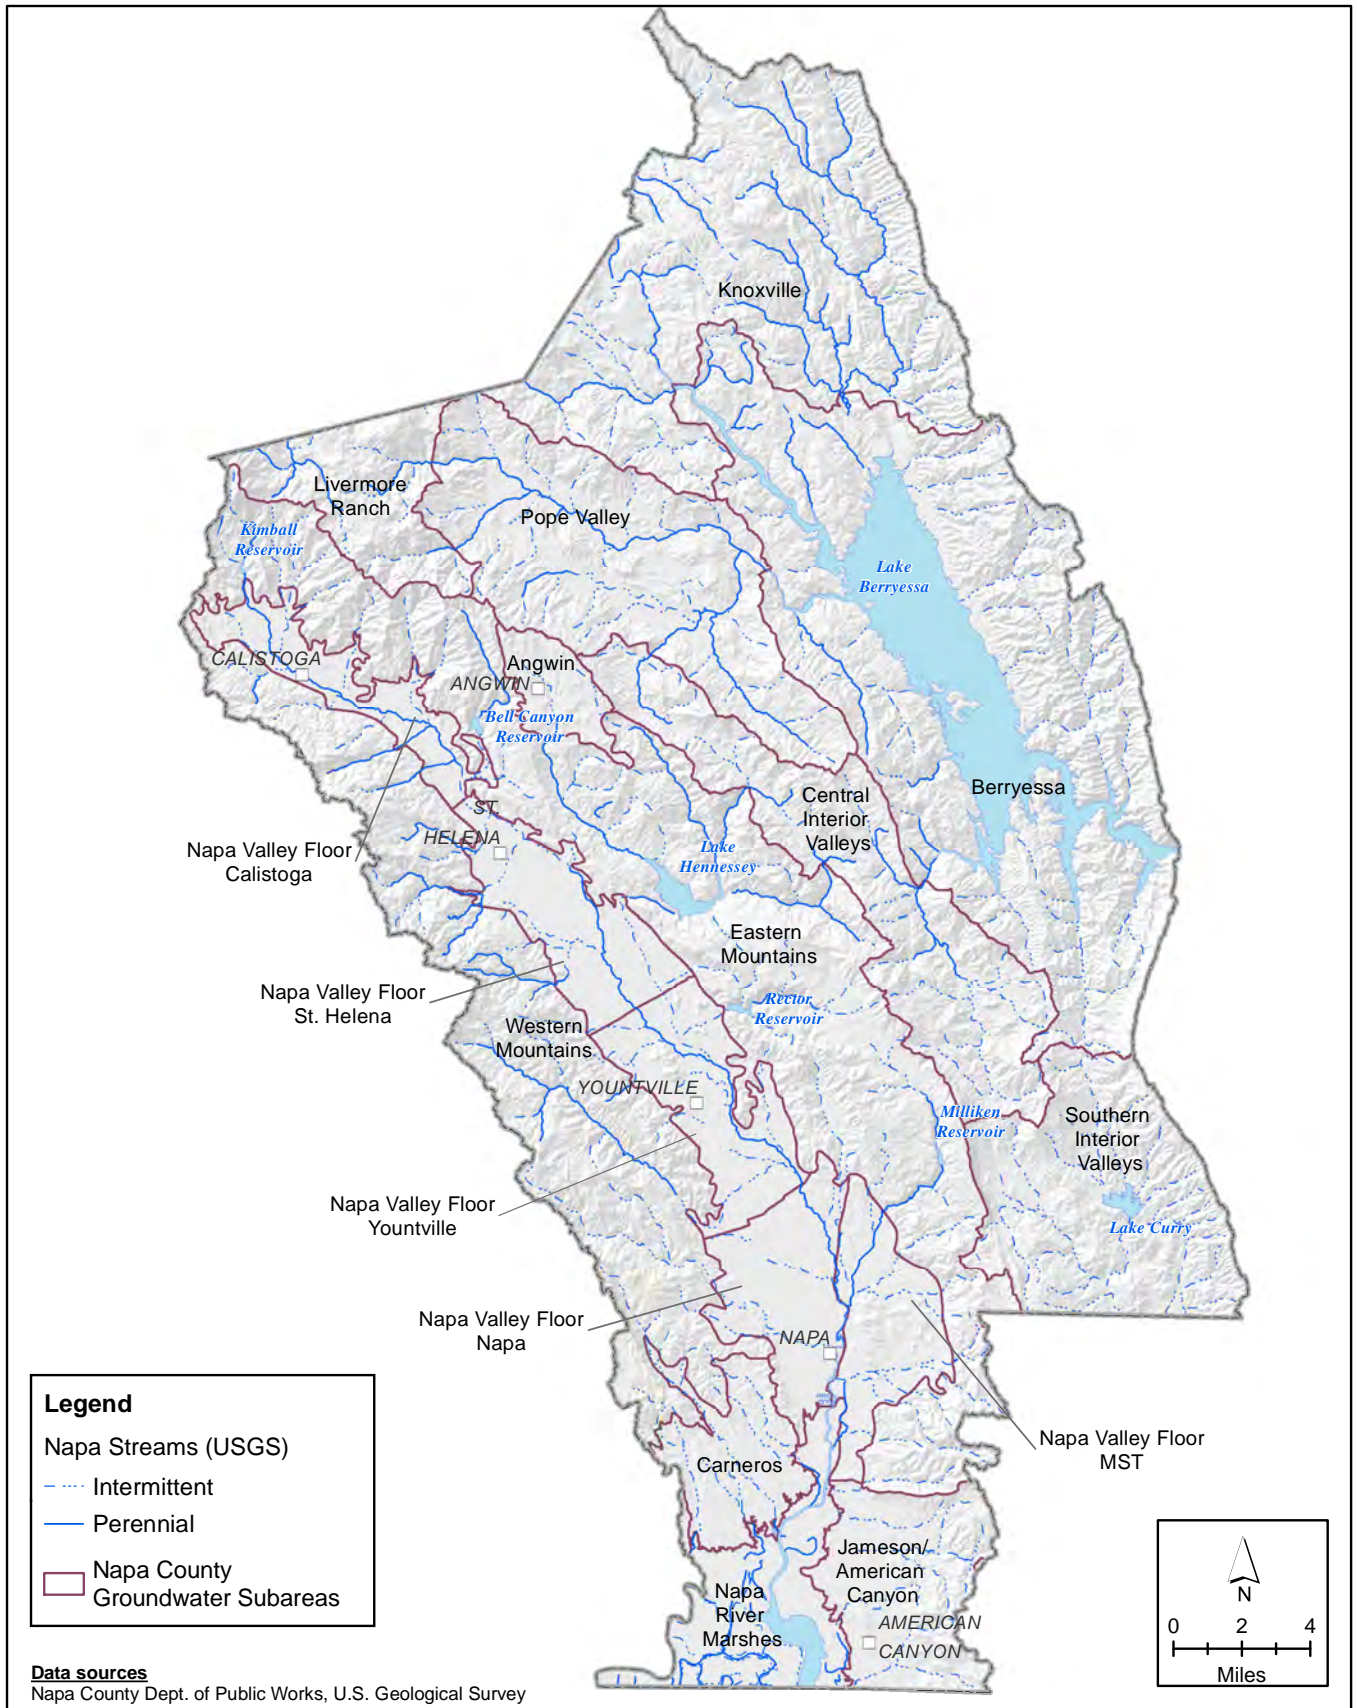 Knoxville
Livermore
Ranch
Pope Valley
Kimball
Reservoir
Lake
Berryessa
CALISTOGA
Angwin
ANGWIN
Bell Canyon
Reservoir
Berryessa
Central
Interior
Valleys
ST.
HELENA
Napa Valley Floor
Calistoga
Lake
Hennessey
Eastern
Mountains
Napa Valley Floor
St. Helena
Rector
Reservoir
Western
Mountains
YOUNTVILLE
Milliken
Reservoir
Southern
Interior
Valleys
Napa Valley Floor
Yountville
Lake Curry
Napa Valley Floor
Napa
NAPA
Napa Valley Floor
MST
Carneros
Jameson/
American
Canyon
Napa
River
Marshes
AMERICAN
CANYON
Legend
Napa Streams (USGS)
Intermittent
Perennial
Napa County
Groundwater Subareas
N
0 2 4
Miles
Data sources
Napa County Dept. of Public Works, U.S. Geological Survey